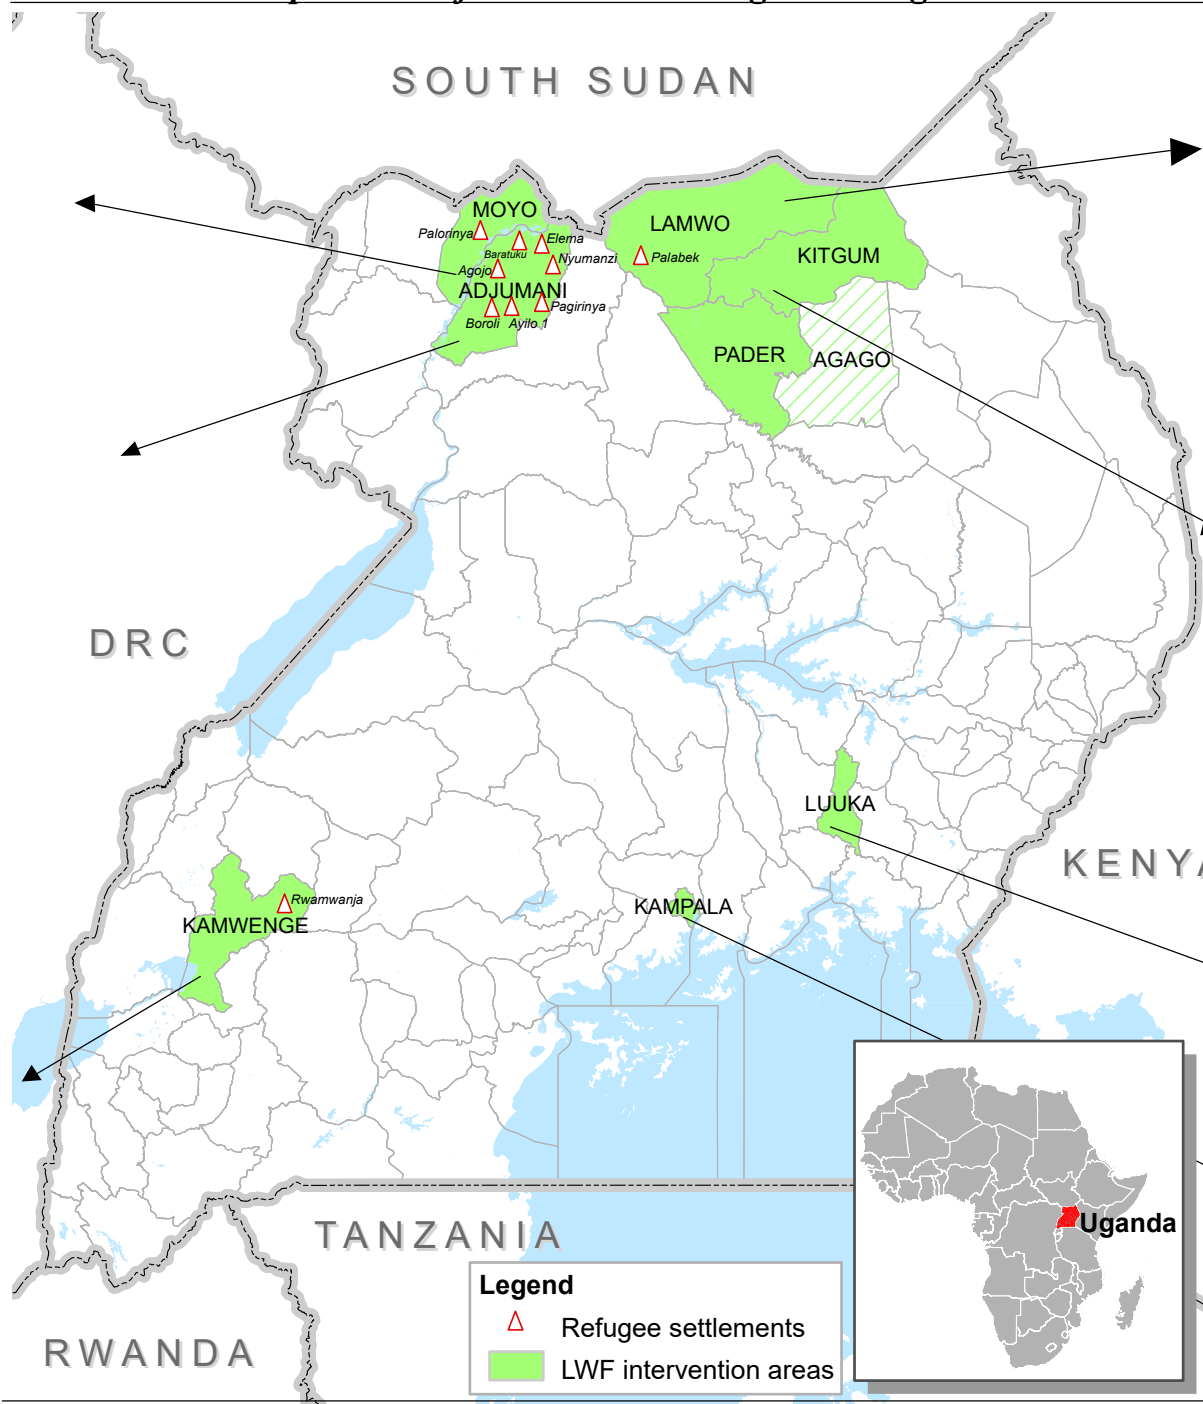 SOUTH SUDAN
MOYO
Palorinya
Elema
Baratuku
Nyumanzi
Agojo
ADJUMANI
Pagirinya
Boroli
Ayilo 1
LAMWO
Palabek
KITGUM
PADER
AGAGO
DRC
LUUKA
KENYA
Rwamwanja
KAMWENGE
KAMPALA
TANZANIA
RWANDA
Legend
Refugee settlements
LWF intervention areas
Uganda